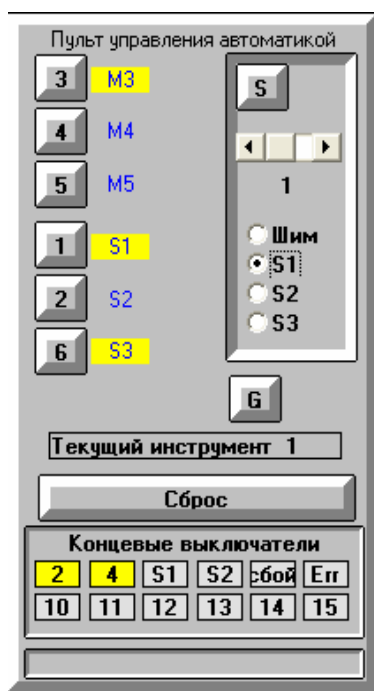 Пульт управления автоматикой
3 M3
4 M4
5 M5
1 S1
2 S2
6 S3
S
1
Шим
S1
S2
S3
G
Текущий инструмент 1
Сброс
Концевые выключатели
2 4 S1 S2 сбой Err
10 11 12 13 14 15